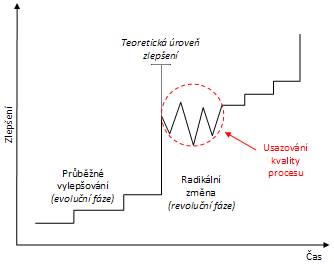 Teoretická úroveň
zlepšení
Zlepšení
Průběžné
vylepšování
(evoluční fáze)
Radikální
změna
(revoluční fáze)
Usazování
kvality
procesu
Čas